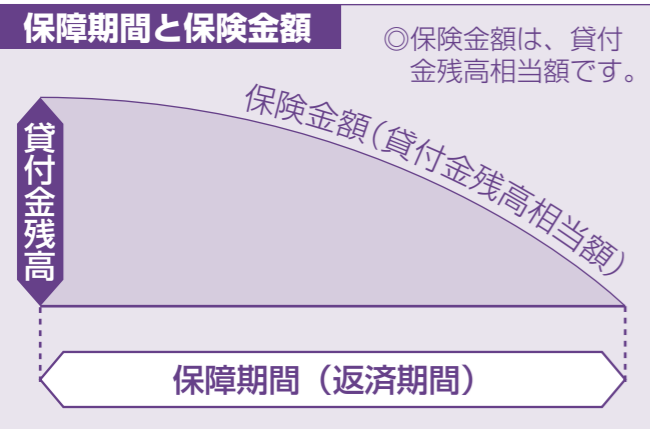 保障期間と保険金額
◎保険金額は、貸付
金残高相当額です。
保険金額(貸付金残高相当額)
貸付金残高
保障期間（返済期間）